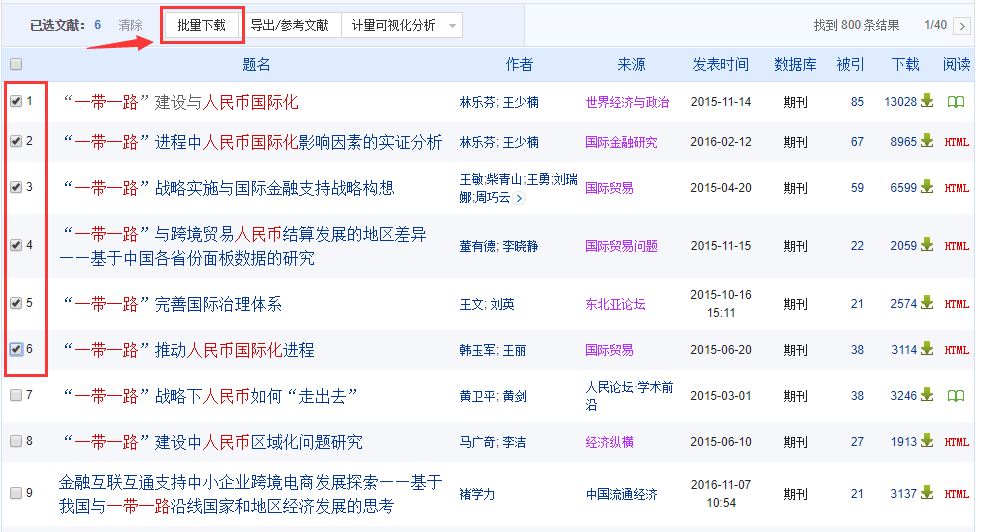 已选文献： 6 清除 批量下载 导出/参考文献 计量可视化分析 找到 800 条结果 1/40
题名 作者 来源 发表时间 数据库 被引 下载 阅读
1 “一带一路”建设与人民币国际化 林乐芬; 王少楠 世界经济与政治 2015-11-14 期刊 85 13028
2 “一带一路”进程中人民币国际化影响因素的实证分析 林乐芬; 王少楠 国际金融研究 2016-02-12 期刊 67 8965 HTML
3 “一带一路”战略实施与国际金融支持战略构想 王敏;柴青山;王勇;刘瑞
娜;周巧云 国际贸易 2015-04-20 期刊 59 6599 HTML
4 “一带一路”与跨境贸易人民币结算发展的地区差异
——基于中国各省份面板数据的研究 董有德; 李晓静 国际贸易问题 2015-11-15 期刊 22 2059 HTML
5 “一带一路”完善国际治理体系 王文; 刘英 东北亚论坛 2015-10-16
15:11 期刊 21 2574 HTML
6 “一带一路”推动人民币国际化进程 韩玉军; 王丽 国际贸易 2015-06-20 期刊 38 3114 HTML
7 “一带一路”战略下人民币如何“走出去” 黄卫平; 黄剑 人民论坛·学术前
沿 2015-03-01 期刊 38 3246
8 “一带一路”建设中人民币区域化问题研究 马广奇; 李洁 经济纵横 2015-06-10 期刊 27 1913 HTML
9 金融互联互通支持中小企业跨境电商发展探索——基于
我国与一带一路沿线国家和地区经济发展的思考 褚学力 中国流通经济 2016-11-07
10:54 期刊 21 3137 HTML